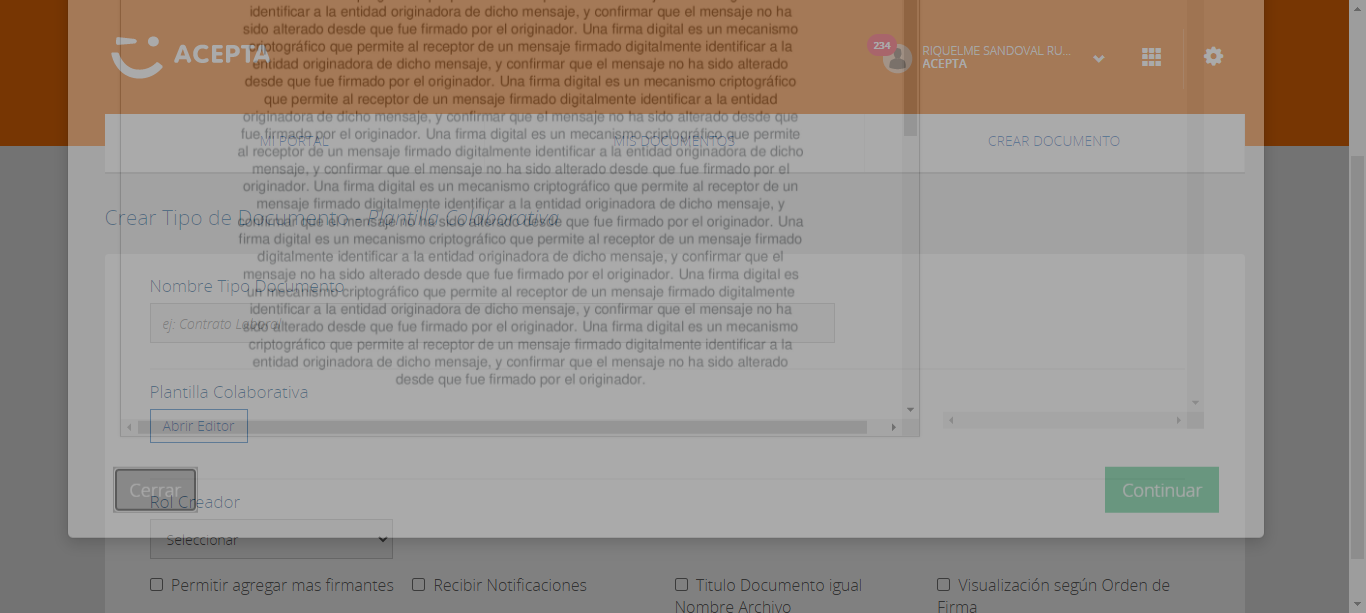 identificar a la entidad originadora de dicho mensaje, y confirmar que el mensaje no ha
sido alterado desde que fue firmado por el originador. Una firma digital es un mecanismo
criptográfico que permite al receptor de un mensaje firmado digitalmente identificar a la
entidad originadora de dicho mensaje, y confirmar que el mensaje no ha sido alterado
desde que fue firmado por el originador. Una firma digital es un mecanismo criptográfico
que permite al receptor de un mensaje firmado digitalmente identificar a la entidad
originadora de dicho mensaje, y confirmar que el mensaje no ha sido alterado desde que
fue firmado por el originador. Una firma digital es un mecanismo criptográfico que permite
al receptor de un mensaje firmado digitalmente identificar a la entidad originadora de dicho
mensaje, y confirmar que el mensaje no ha sido alterado desde que fue firmado por el
originador. Una firma digital es un mecanismo criptográfico que permite al receptor de un
mensaje firmado digitalmente identificar a la entidad originadora de dicho mensaje, y
confirmar que el mensaje no ha sido alterado desde que fue firmado por el originador. Una
firma digital es un mecanismo criptográfico que permite al receptor de un mensaje firmado
digitalmente identificar a la entidad originadora de dicho mensaje, y confirmar que el
mensaje no ha sido alterado desde que fue firmado por el originador. Una firma digital es
un mecanismo criptográfico que permite al receptor de un mensaje firmado digitalmente
identificar a la entidad originadora de dicho mensaje, y confirmar que el mensaje no ha
sido alterado desde que fue firmado por el originador. Una firma digital es un mecanismo
criptográfico que permite al receptor de un mensaje firmado digitalmente identificar a la
entidad originadora de dicho mensaje, y confirmar que el mensaje no ha sido alterado
desde que fue firmado por el originador.
ACEPTA
234
RIQUELME SANDOVAL RU...
ACEPTA
MI PORTAL
MIS DOCUMENTOS
CREAR DOCUMENTO
Crear Tipo de Documento - Plantilla Colaborativa
Nombre Tipo Documento
ej: Contrato Laboral
Plantilla Colaborativa
Abrir Editor
Cerrar
Continuar
Rol Creador
Seleccionar
Permitir agregar mas firmantes
Recibir Notificaciones
Titulo Documento igual
Nombre Archivo
Visualización según Orden de
Firma